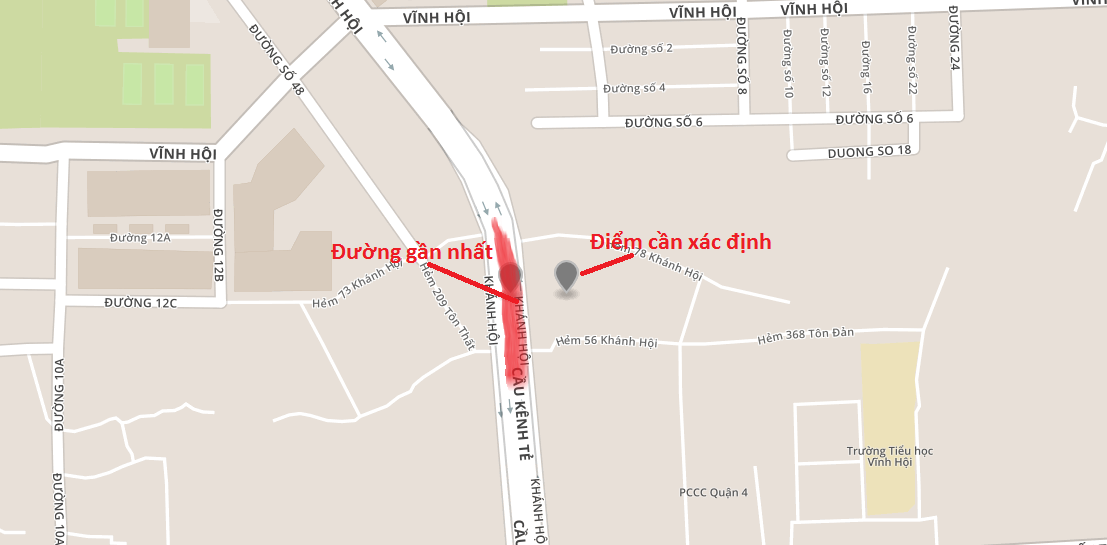 NH HỘI
VĨNH HỘI
VĨNH HỘI
VĨNH HỘI
VĨNH
ĐƯỜNG SỐ 48
Đường số 2
Đường số 4
ĐƯỜNG SỐ 8
Đường số 10
Đường số 12
Đường 16
Đường số 22
ĐƯỜNG 24
ĐƯỜNG SỐ 6
ĐƯỜNG SỐ 6
DUONG SO 18
VĨNH HỘI
Đường 12A
ĐƯỜNG 12B
ĐƯỜNG 12C
Đường gần nhất
Điểm cần xác định
78 Khánh Hội
Hẻm 73 Khánh Hội
Hẻm 209 Tôn Thất
KHÁNH HỘI
KHÁNH HỘI
Hẻm 56 Khánh Hội
Hẻm 368 Tôn Đản
CẦU KÊNH TẺ
ĐƯỜNG 10A
ĐƯỜNG 10A
Trường Tiểu học
Vĩnh Hội
PCCC Quận 4
KHÁNH HỘ
CẦU